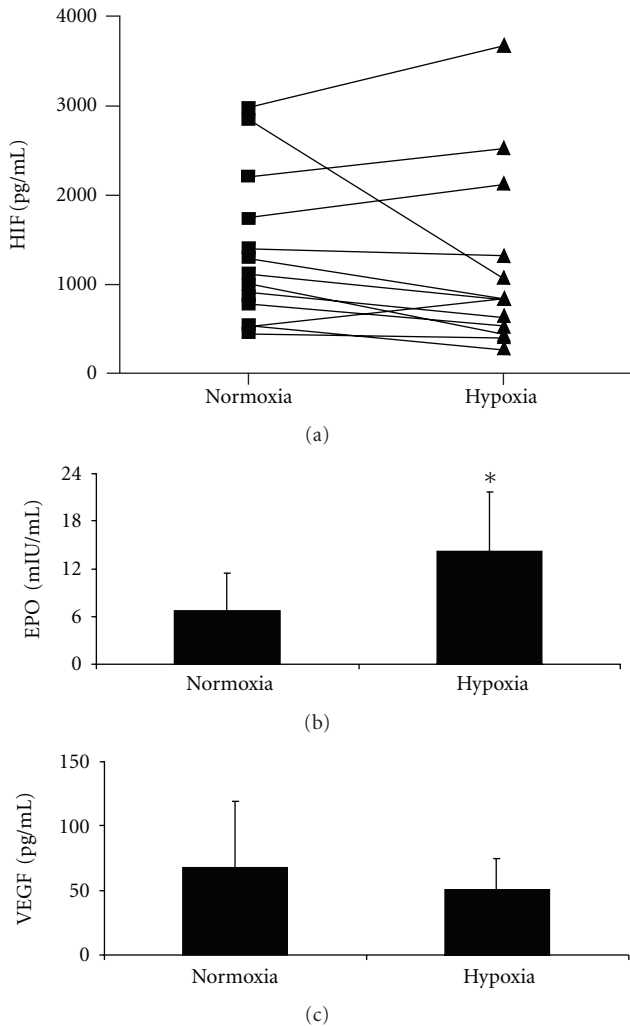 4000
3000
2000
1000
0
HIF (pg/mL)
Normoxia
Hypoxia
(a)
24
18
12
6
0
EPO (mIU/mL)
*
Normoxia
Hypoxia
(b)
150
100
50
0
VEGF (pg/mL)
Normoxia
Hypoxia
(c)